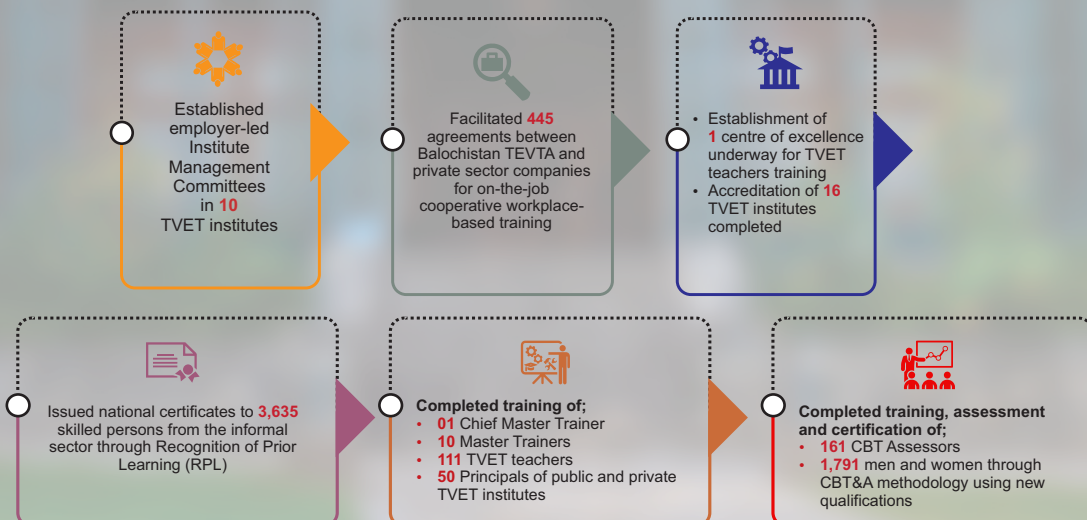 Established
employer-led
Institute
Management
Committees
in 10
TVET institutes
Facilitated 445
agreements between
Balochistan TEVTA and
private sector companies
for on-the-job
cooperative workplace-
based training
• Establishment of
1 centre of excellence
underway for TVET
teachers training
• Accreditation of 16
TVET institutes
completed
Issued national certificates to 3,635
skilled persons from the informal
sector through Recognition of Prior
Learning (RPL)
Completed training of;
• 01 Chief Master Trainer
• 10 Master Trainers
• 111 TVET teachers
• 50 Principals of public and private
TVET institutes
Completed training, assessment
and certification of;
• 161 CBT Assessors
• 1,791 men and women through
CBT&A methodology using new
qualifications